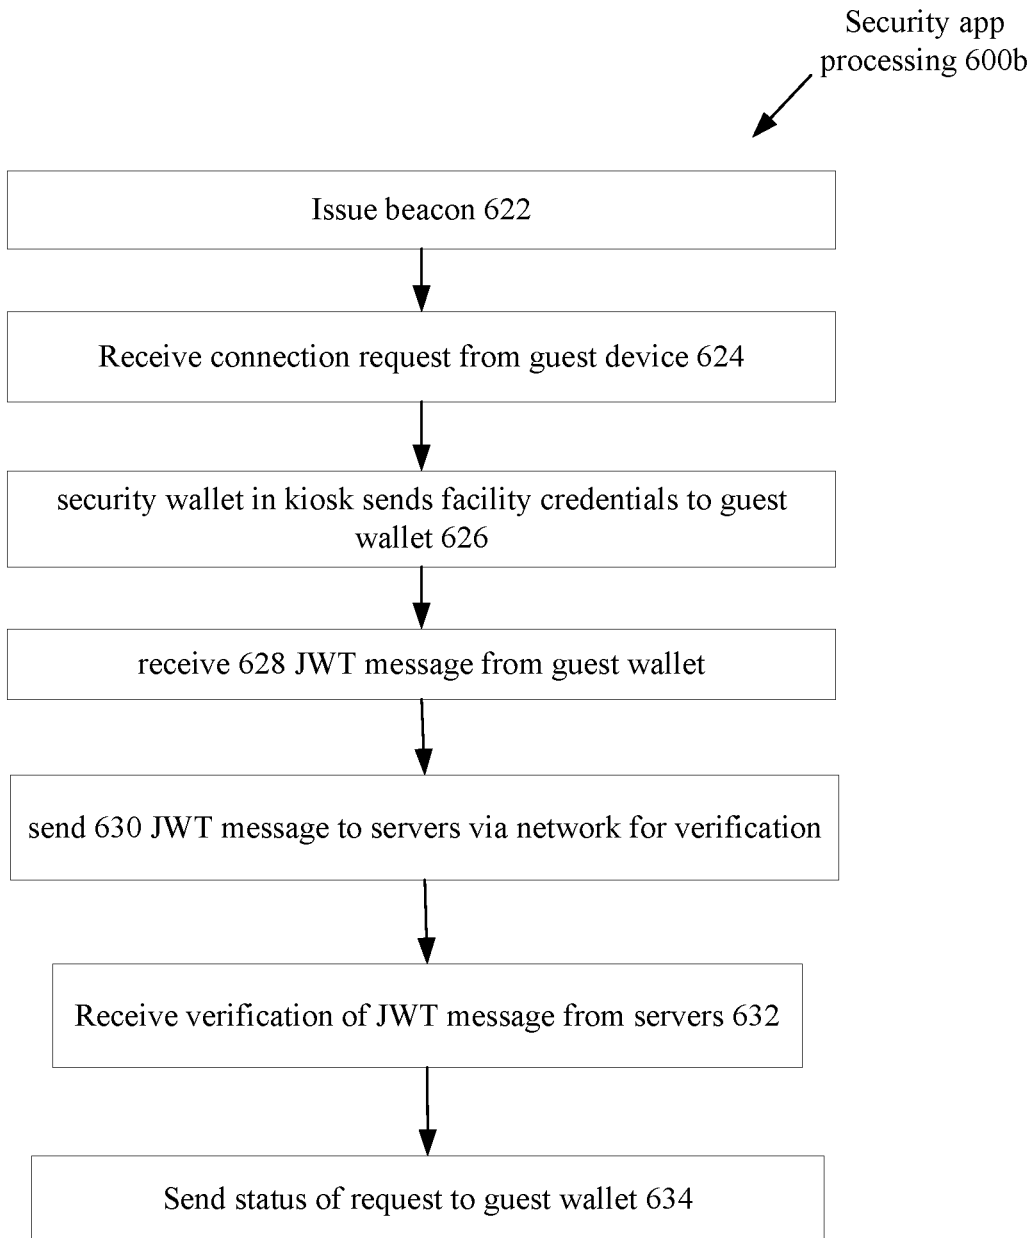 Security app
processing 600b
Issue beacon 622
Receive connection request from guest device 624
security wallet in kiosk sends facility credentials to guest
wallet 626
receive 628 JWT message from guest wallet
send 630 JWT message to servers via network for verification
Receive verification of JWT message from servers 632
Send status of request to guest wallet 634